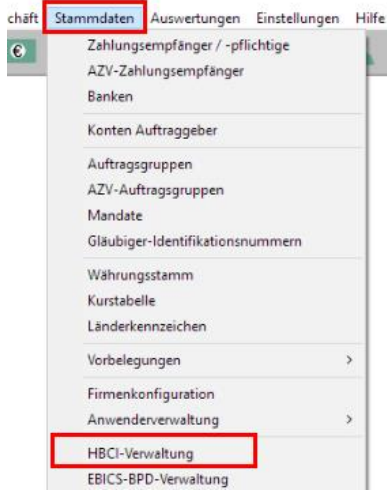 chäft Stammdaten Auswertungen Einstellungen Hilfe
€
Zahlungsempfänger / -pflichtige
AZV-Zahlungsempfänger
Banken
Konten Auftraggeber
Auftragsgruppen
AZV-Auftragsgruppen
Mandate
Gläubiger-Identifikationsnummern
Währungsstamm
Kurstabelle
Länderkennzeichen
Vorbelegungen >
Firmenkonfiguration
Anwenderverwaltung >
HBCI-Verwaltung
EBICS-BPD-Verwaltung